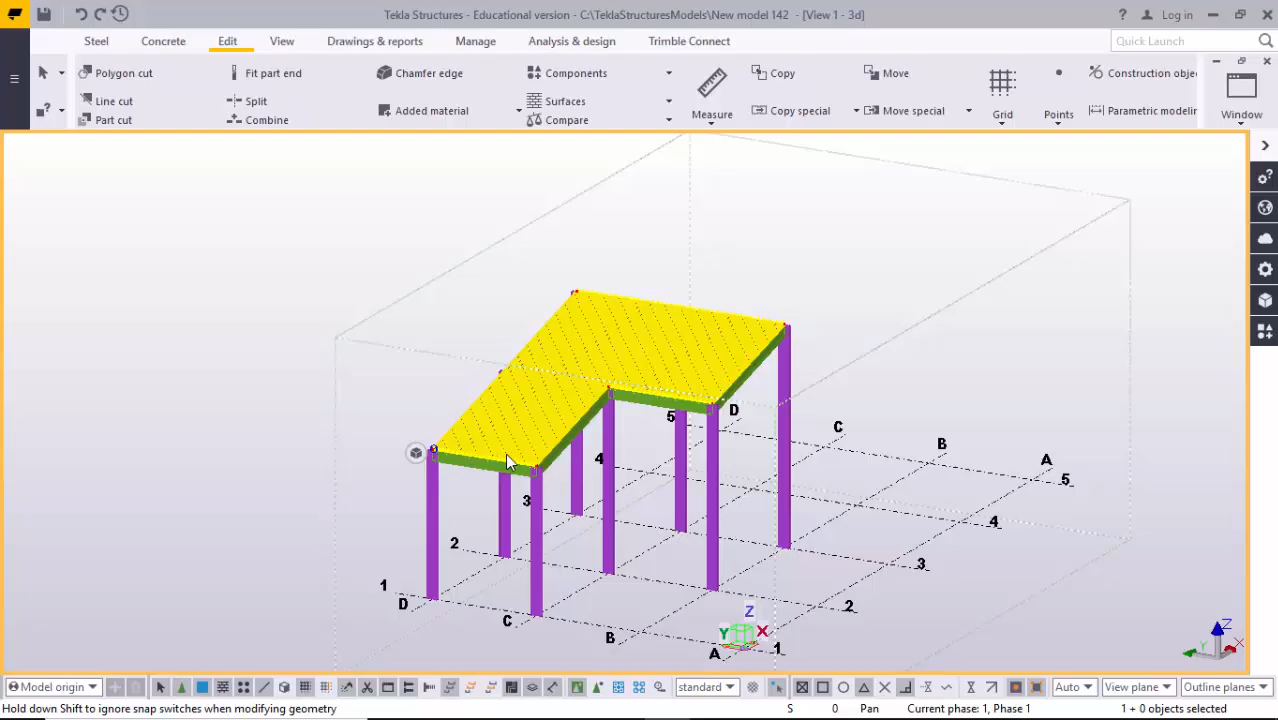 Tekla Structures - Educational version - C:\TeklaStructuresModels\New model 142 - [View 1 - 3d]
Log in
Steel Concrete Edit View Drawings & reports Manage Analysis & design Trimble Connect Quick Launch
Polygon cut Fit part end Chamfer edge Components Copy Move Construction obje
Line cut Split Added material Surfaces Measure Copy special Move special Grid Points Parametric modelin Window
Part cut Combine Compare
5 D C B A
4 5
3 4
2 3
1 2
D C B A 1
Z
Y X
Z
Y X
Model origin standard Auto View plane Outline planes
Hold down Shift to ignore snap switches when modifying geometry S 0 Pan Current phase: 1, Phase 1 1 + 0 objects selected